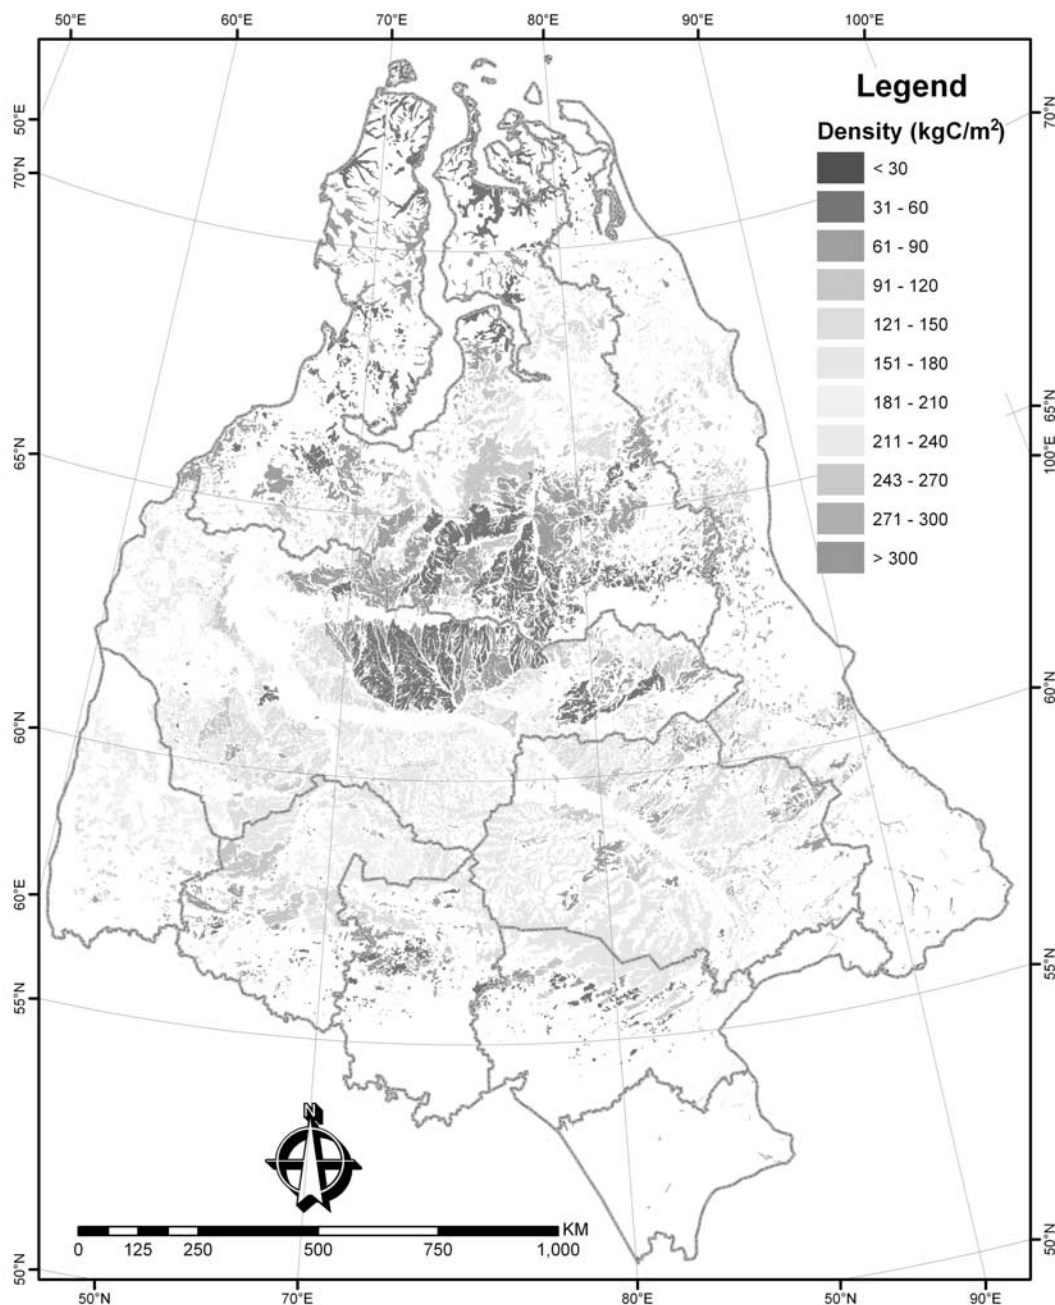 50°E 60°E 70°E 80°E 90°E 100°E
Legend
Density (kgC/m²)
< 30
31 - 60
61 - 90
91 - 120
121 - 150
151 - 180
181 - 210
211 - 240
243 - 270
271 - 300
> 300
50°E
70°N
65°N
60°N
60°E
55°N
50°N
70°N
65°N
100°E
60°N
55°N
50°N
N
KM
0 125 250 500 750 1,000
50°N 70°E 80°E 50°N 90°E